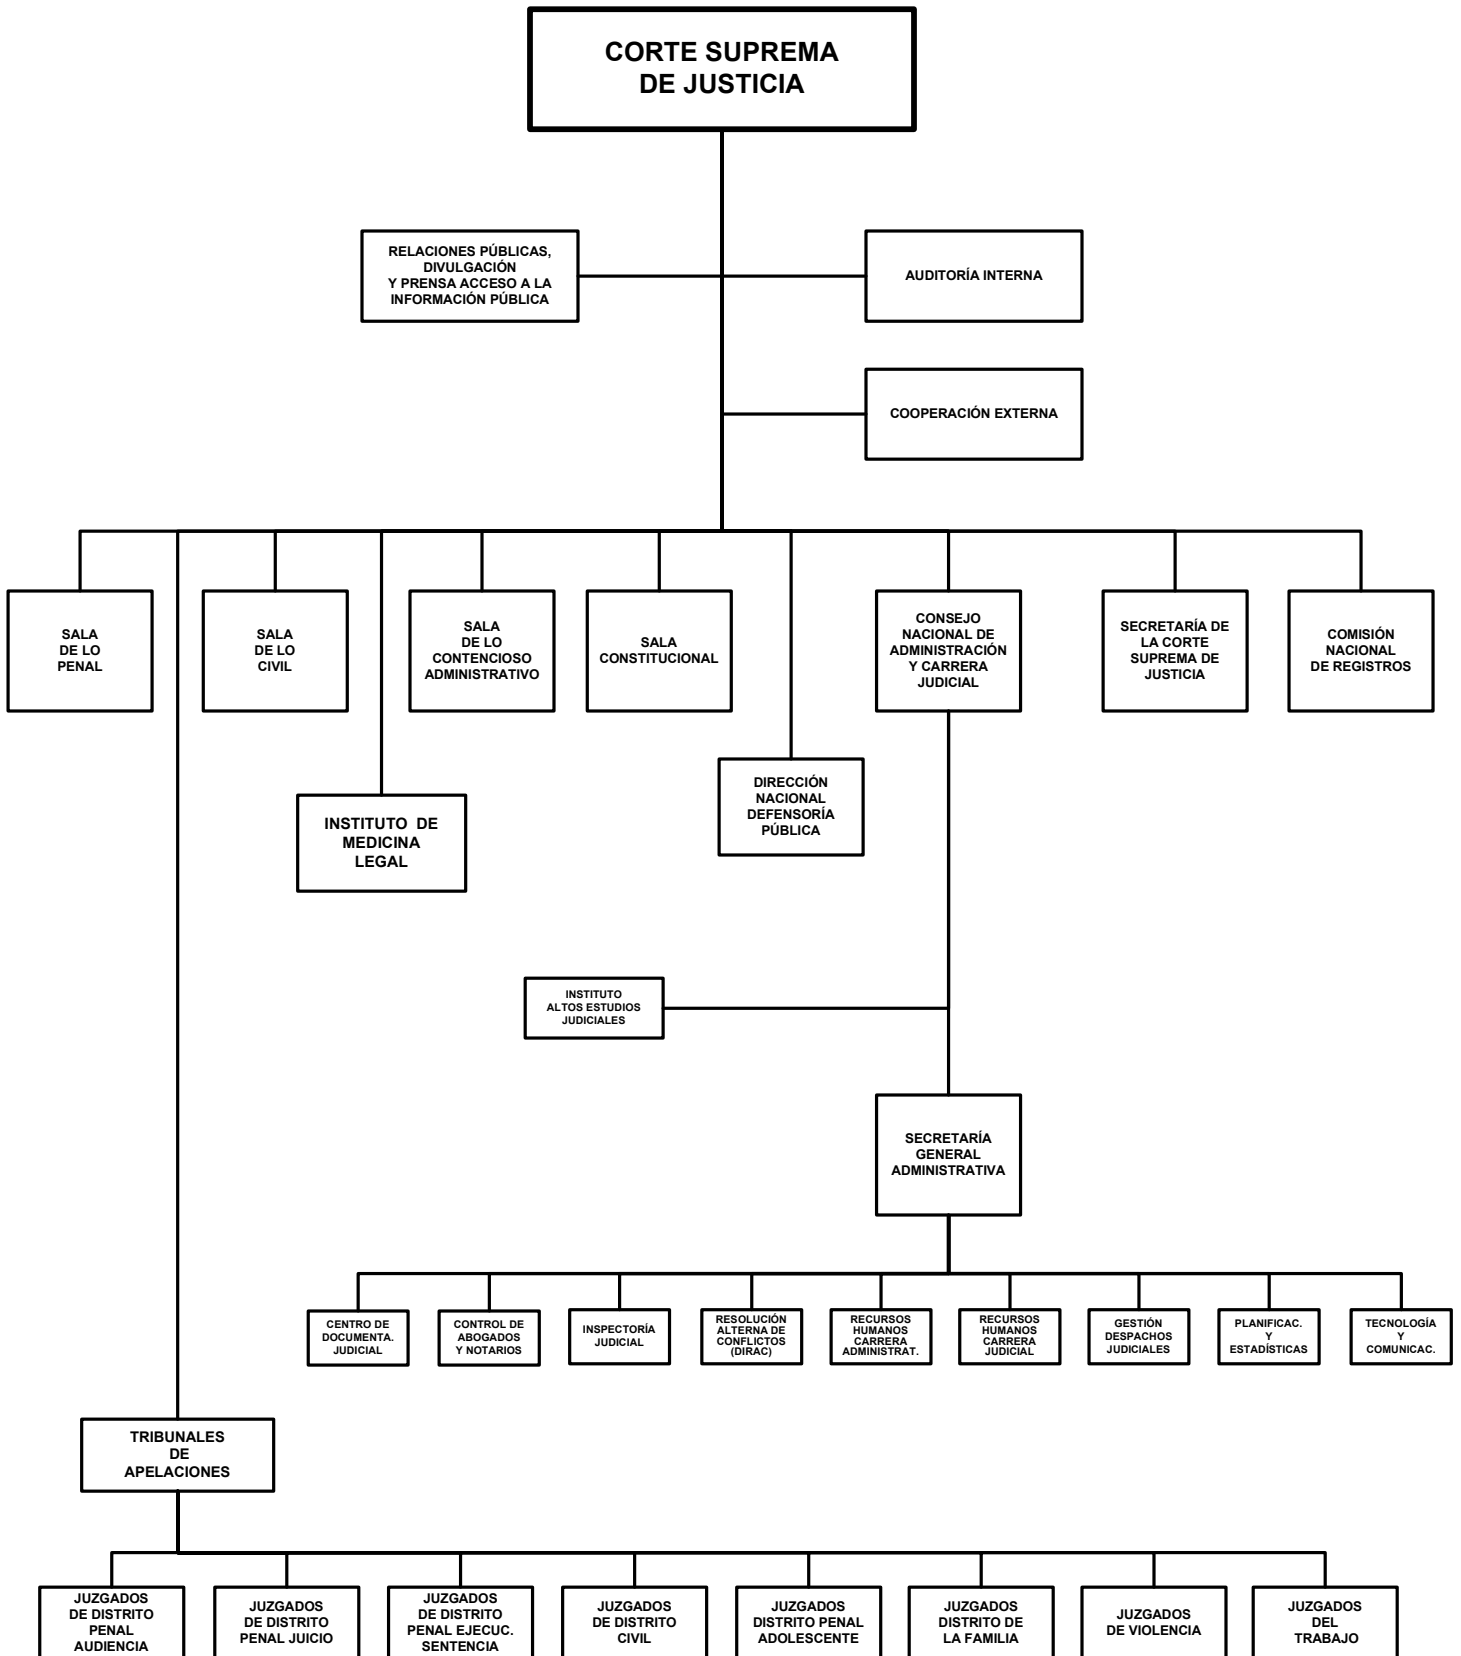 CORTE SUPREMA
DE JUSTICIA
RELACIONES PÚBLICAS,
DIVULGACIÓN
Y PRENSA ACCESO A LA
INFORMACIÓN PÚBLICA
AUDITORÍA INTERNA
COOPERACIÓN EXTERNA
SALA
DE LO
PENAL
SALA
DE LO
CIVIL
SALA
DE LO
CONTENCIOSO
ADMINISTRATIVO
SALA
CONSTITUCIONAL
CONSEJO
NACIONAL DE
ADMINISTRACIÓN
Y CARRERA
JUDICIAL
SECRETARÍA DE
LA CORTE
SUPREMA DE
JUSTICIA
COMISIÓN
NACIONAL
DE REGISTROS
INSTITUTO DE
MEDICINA
LEGAL
DIRECCIÓN
NACIONAL
DEFENSORÍA
PÚBLICA
INSTITUTO
ALTOS ESTUDIOS
JUDICIALES
SECRETARÍA
GENERAL
ADMINISTRATIVA
CENTRO DE
DOCUMENTA.
JUDICIAL
CONTROL DE
ABOGADOS
Y NOTARIOS
INSPECTORÍA
JUDICIAL
RESOLUCIÓN
ALTERNA DE
CONFLICTOS
(DIRAC)
RECURSOS
HUMANOS
CARRERA
ADMINISTRAT.
RECURSOS
HUMANOS
CARRERA
JUDICIAL
GESTIÓN
DESPACHOS
JUDICIALES
PLANIFICAC.
Y
ESTADÍSTICAS
TECNOLOGÍA
Y
COMUNICAC.
TRIBUNALES
DE
APELACIONES
JUZGADOS
DE DISTRITO
PENAL
AUDIENCIA
JUZGADOS
DE DISTRITO
PENAL JUICIO
JUZGADOS
DE DISTRITO
PENAL EJECUC.
SENTENCIA
JUZGADOS
DE DISTRITO
CIVIL
JUZGADOS
DISTRITO PENAL
ADOLESCENTE
JUZGADOS
DISTRITO DE
LA FAMILIA
JUZGADOS
DE VIOLENCIA
JUZGADOS
DEL
TRABAJO